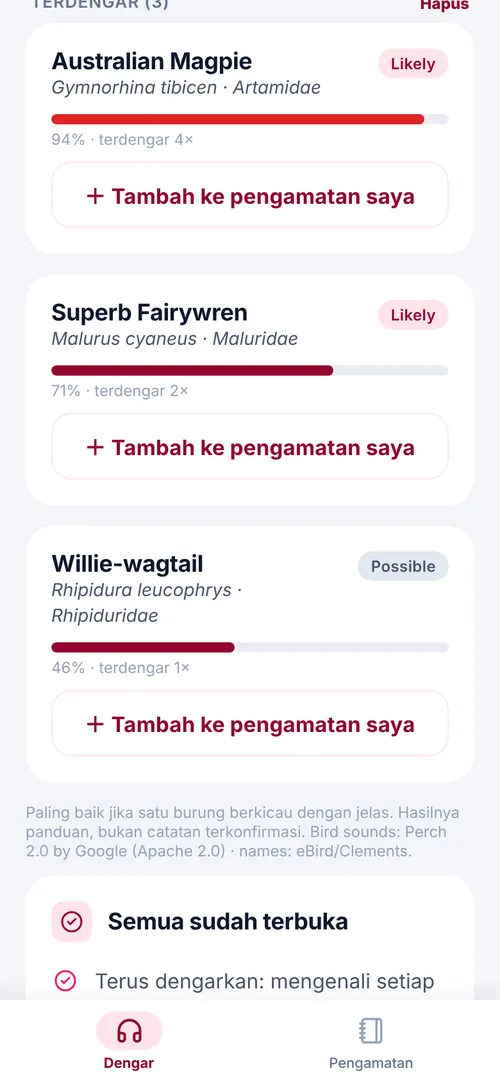 TERDENGAR (3)
Hapus
Australian Magpie
Likely
Gymnorhina tibicen · Artamidae
94% · terdengar 4×
+ Tambah ke pengamatan saya
Superb Fairywren
Likely
Malurus cyaneus · Maluridae
71% · terdengar 2×
+ Tambah ke pengamatan saya
Willie-wagtail
Possible
Rhipidura leucophrys ·
Rhipiduridae
46% · terdengar 1×
+ Tambah ke pengamatan saya
Paling baik jika satu burung berkicau dengan jelas. Hasilnya
panduan, bukan catatan terkonfirmasi. Bird sounds: Perch
2.0 by Google (Apache 2.0) · names: eBird/Clements.
Semua sudah terbuka
Terus dengarkan: mengenali setiap
Dengar
Pengamatan